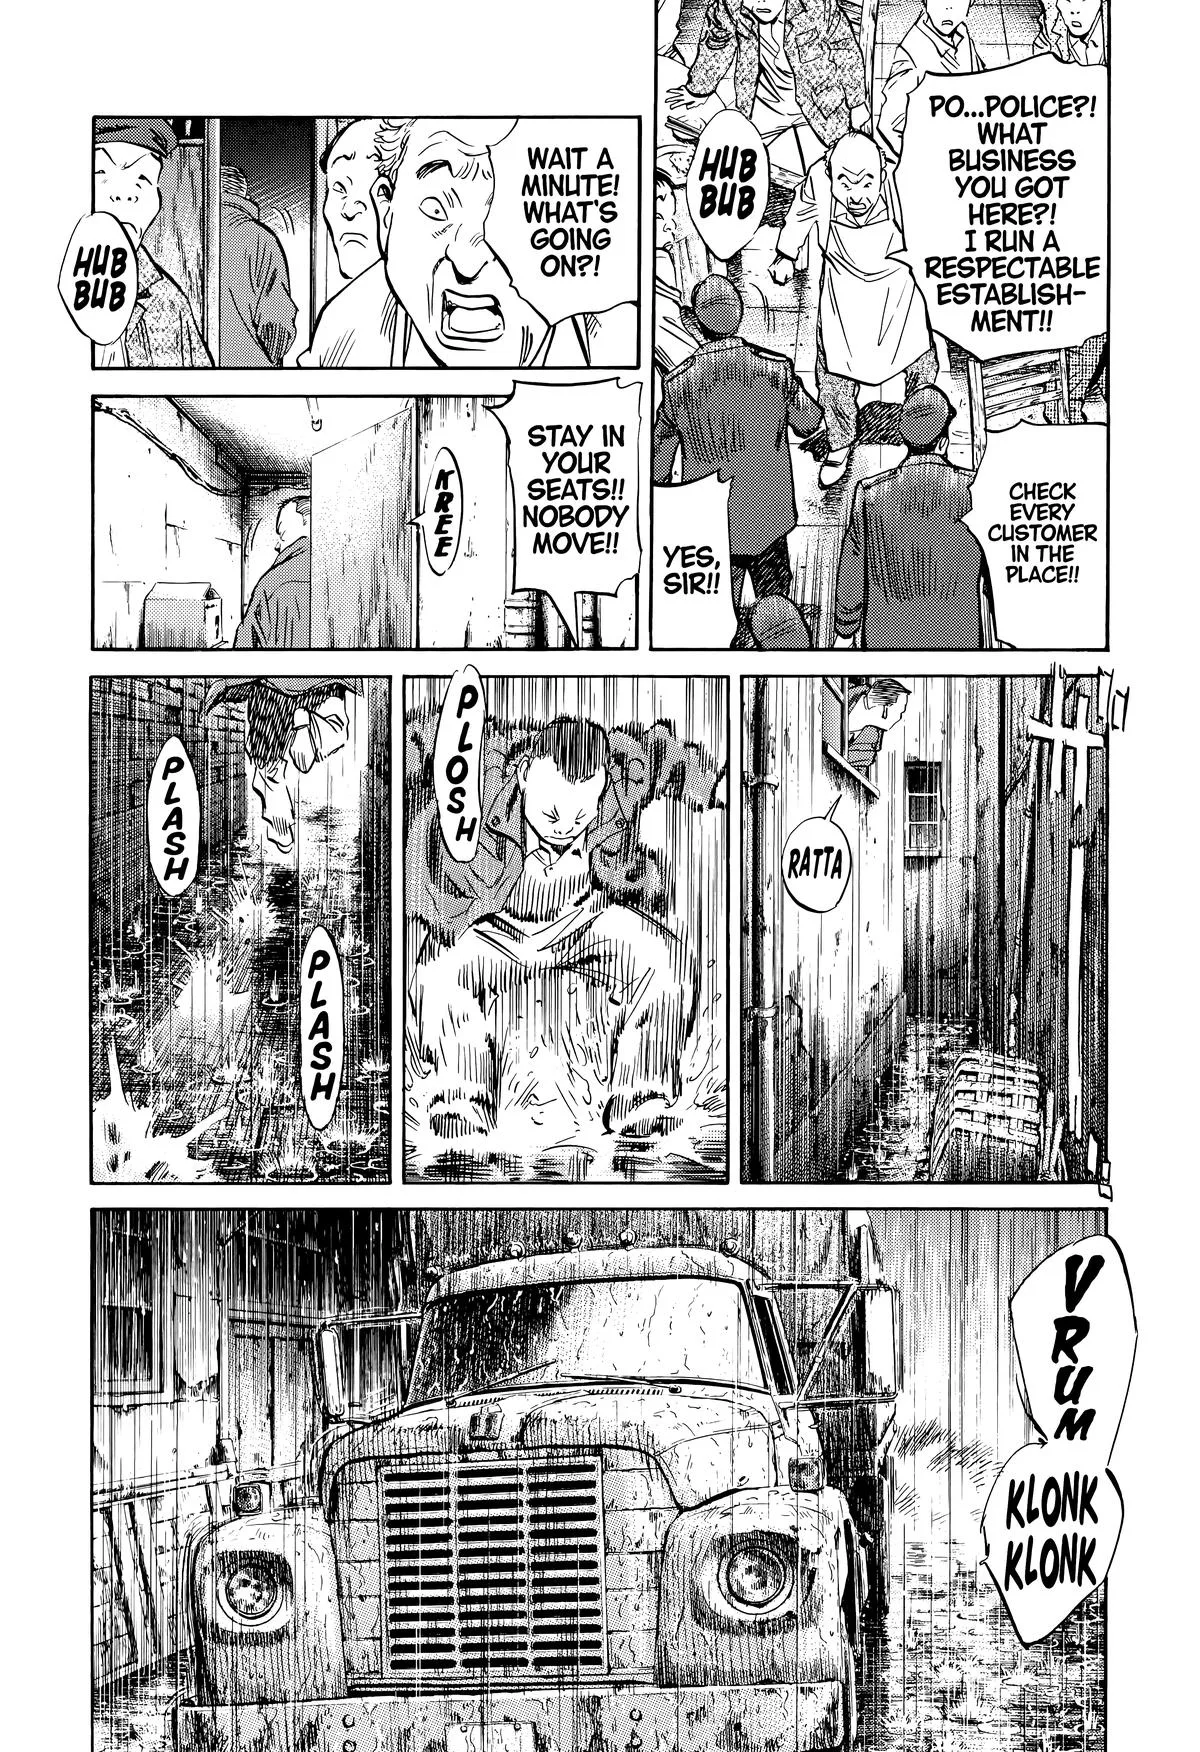 PO...POLICE?!
WHAT
BUSINESS
YOU GOT
HERE?!
I RUN A
RESPECTABLE
ESTABLISH-
MENT!!
HUB
BUB
CHECK
EVERY
CUSTOMER
IN THE
PLACE!!
YES,
SIR!!
WAIT A
MINUTE!
WHAT'S
GOING
ON?!
HUB
BUB
STAY IN
YOUR
SEATS!!
NOBODY
MOVE!!
KREE
RATTA
PLOSH
PLASH
PLASH
VRUM
KLONK
KLONK